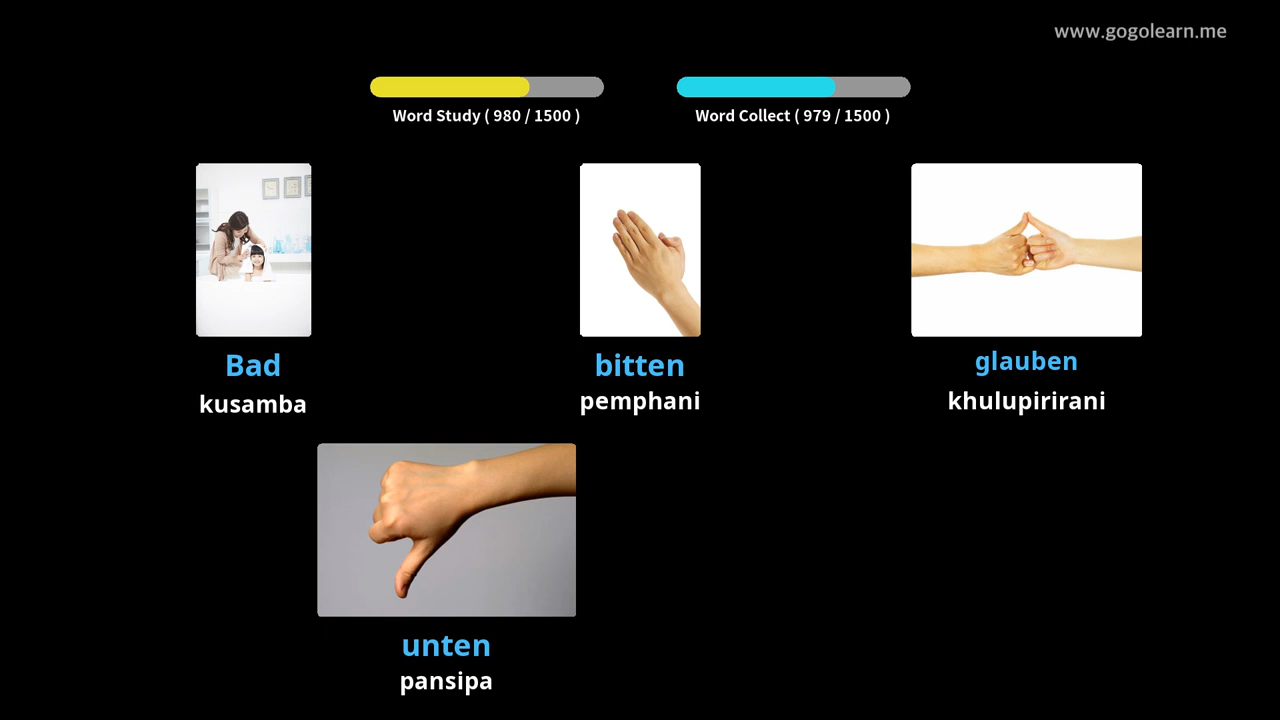 www.gogolearn.me
Word Study ( 980 / 1500 )
Word Collect ( 979 / 1500 )
Bad
kusamba
bitten
pemphani
glauben
khulupirirani
unten
pansipa